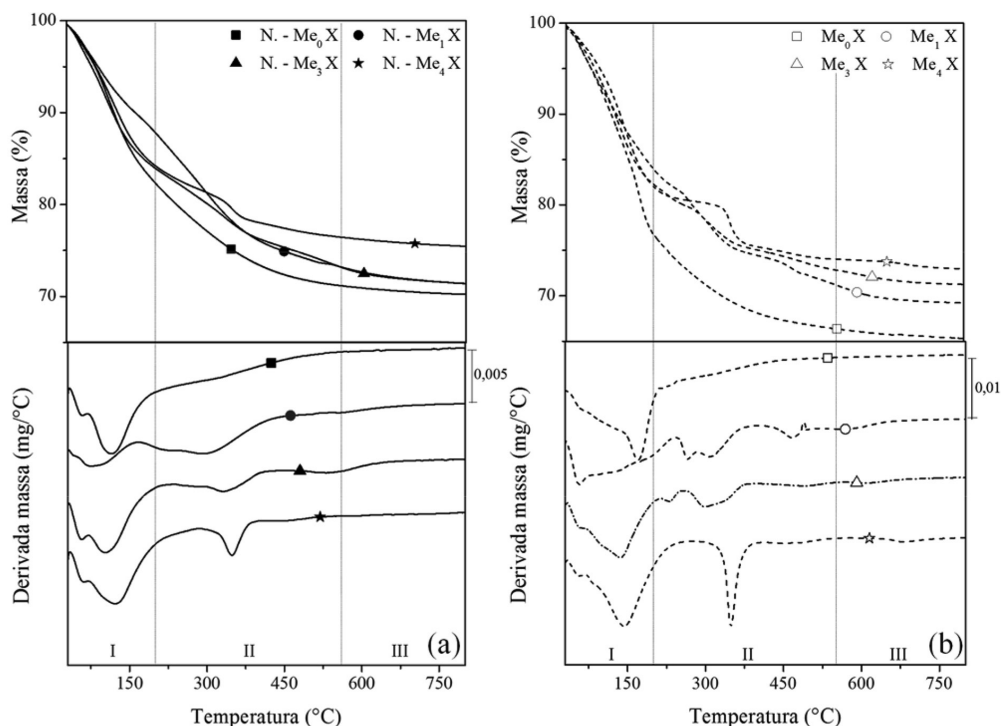 100
90
80
70
Massa (%)
N. - Me₀ X N. - Me₁ X
N. - Me₃ X N. - Me₄ X
Derivada massa (mg/°C)
0,005
I II III (a)
150 300 450 600 750
Temperatura (°C)
100
90
80
70
Massa (%)
Me₀ X Me₁ X
Me₃ X Me₄ X
Derivada massa (mg/°C)
0,01
I II III (b)
150 300 450 600 750
Temperatura (°C)